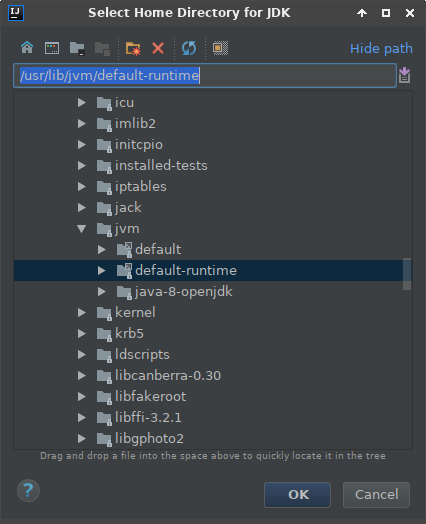 IJ
Select Home Directory for JDK
Hide path
/usr/lib/jvm/default-runtime
icu
imlib2
initcpio
installed-tests
iptables
jack
jvm
default
default-runtime
java-8-openjdk
kernel
krb5
ldscripts
libcanberra-0.30
libfakeroot
libffi-3.2.1
libgphoto2
Drag and drop a file into the space above to quickly locate it in the tree
?
OK
Cancel